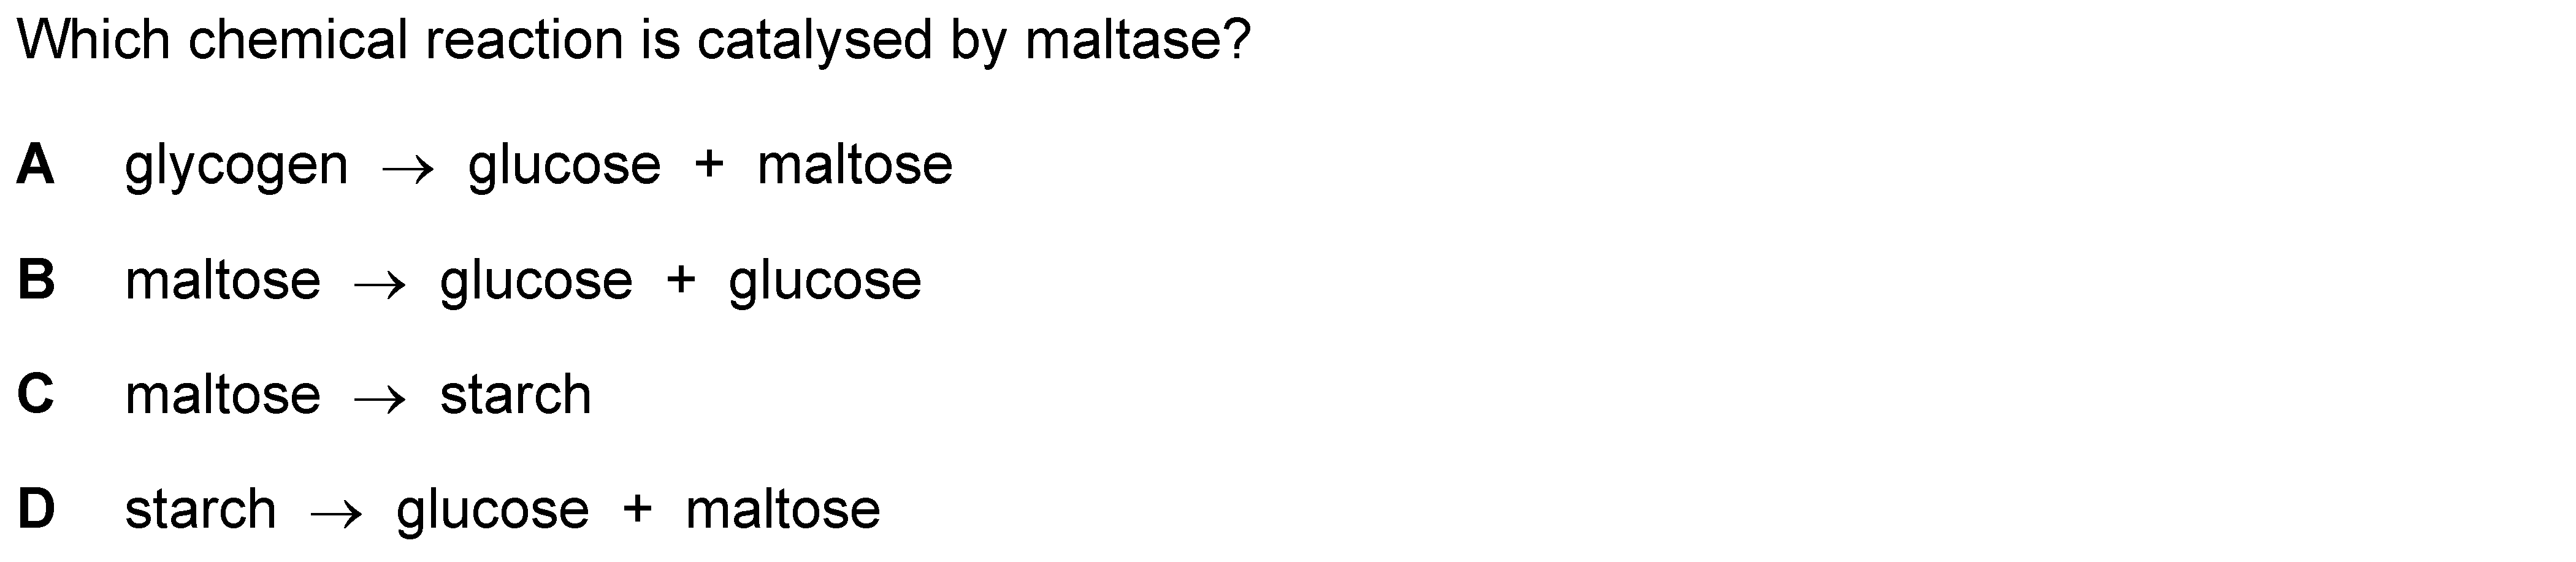 Which chemical reaction is catalysed by maltase?
A glycogen → glucose + maltose
B maltose → glucose + glucose
C maltose → starch
D starch → glucose + maltose